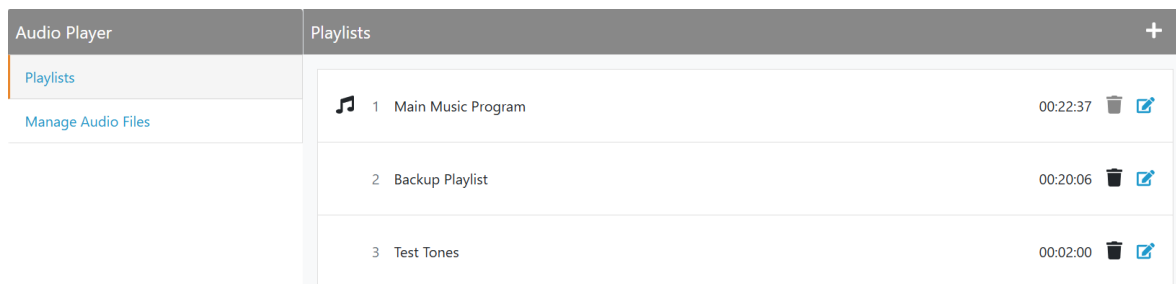 Audio Player
Playlists
Playlists
Manage Audio Files
1 Main Music Program 00:22:37
2 Backup Playlist 00:20:06
3 Test Tones 00:02:00